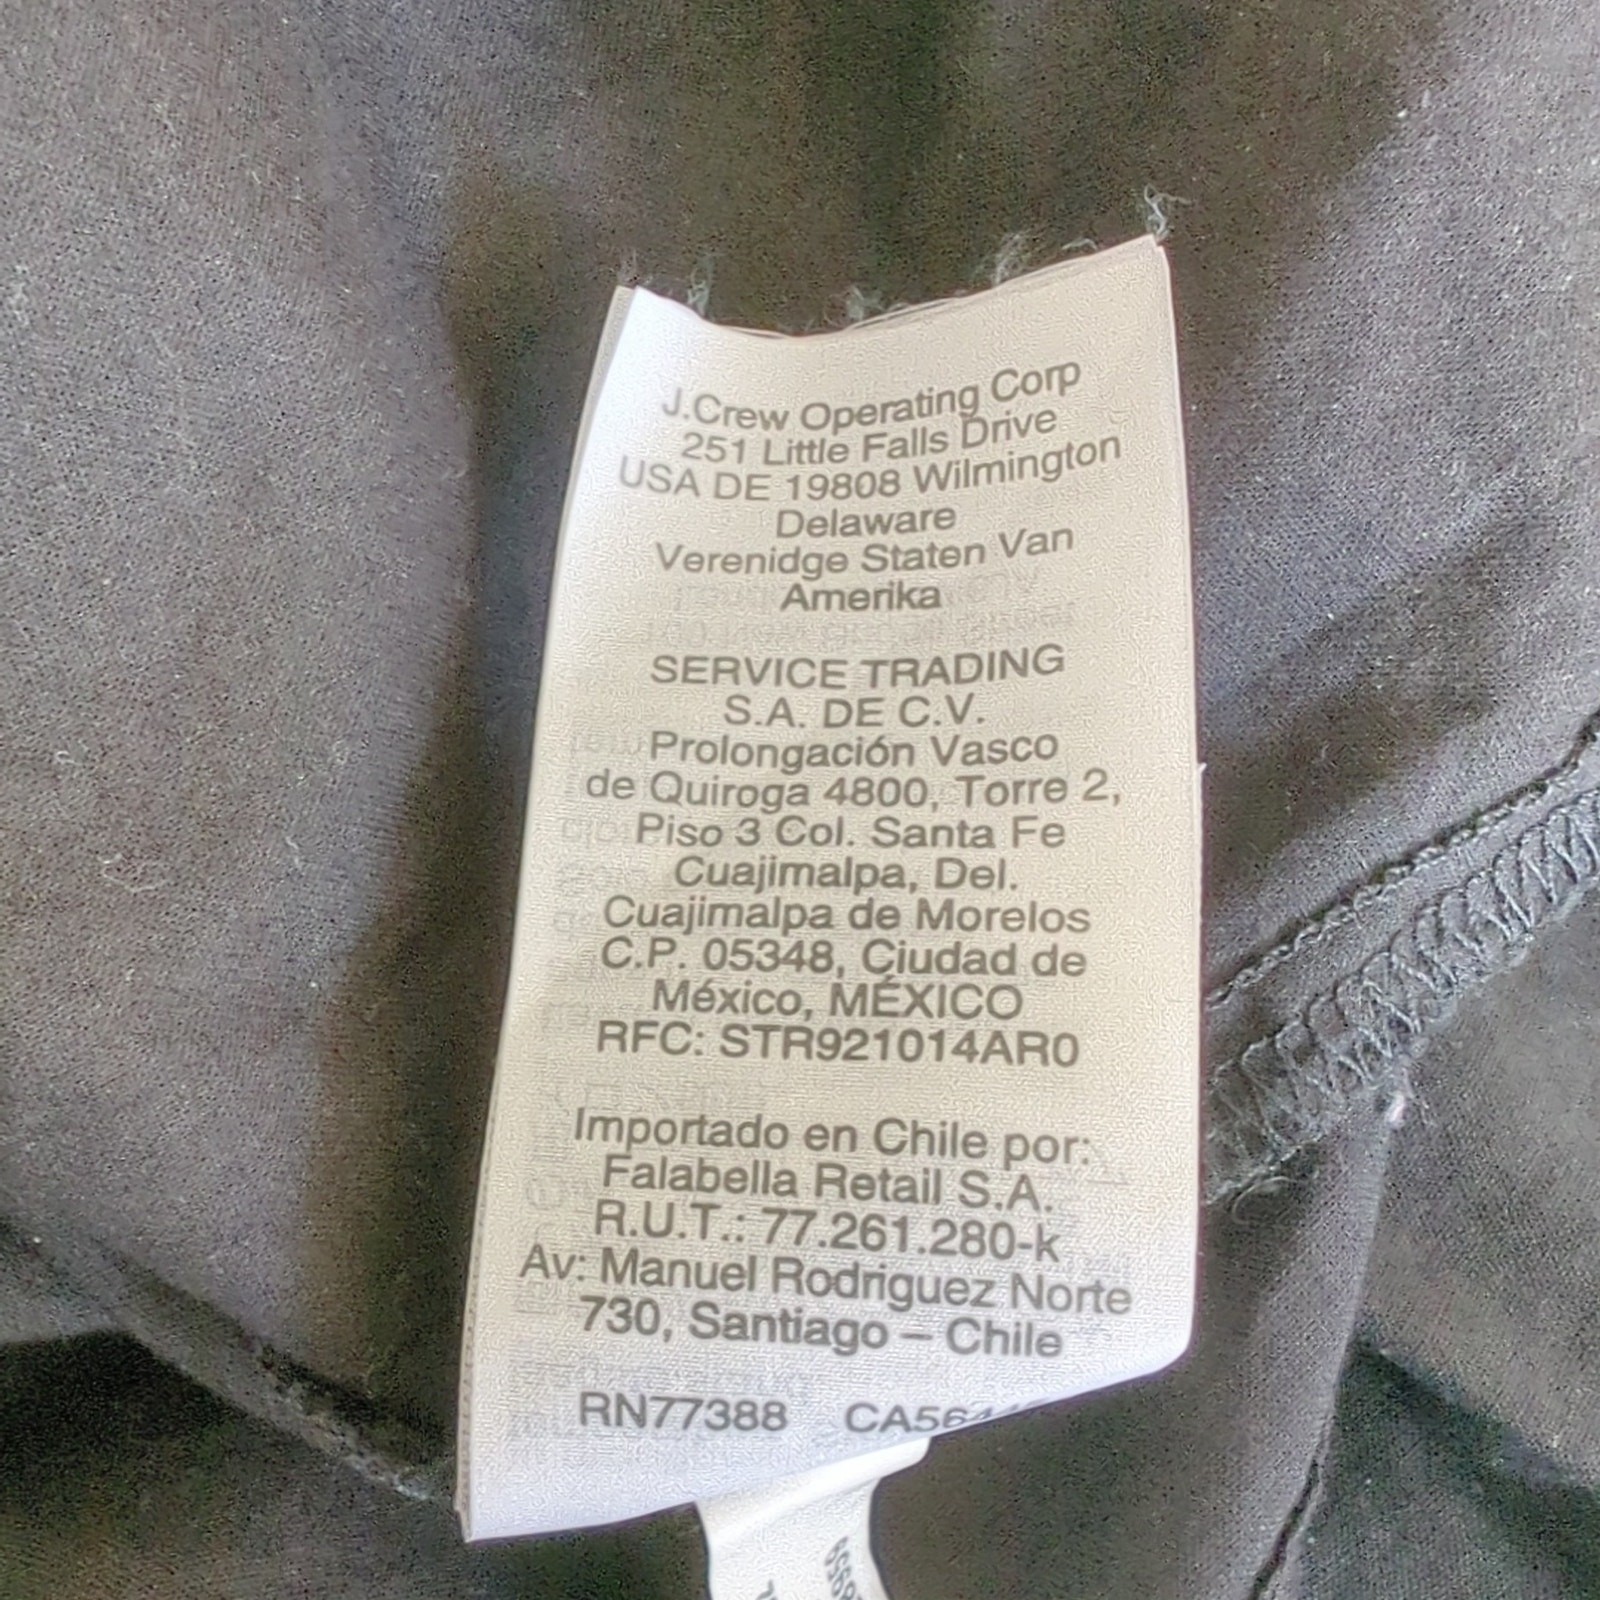 J.Crew Operating Corp
251 Little Falls Drive
USA DE 19808 Wilmington
Delaware
Verenidge Staten Van
Amerika
SERVICE TRADING
S.A. DE C.V.
Prolongación Vasco
de Quiroga 4800, Torre 2,
Piso 3 Col. Santa Fe
Cuajimalpa, Del.
Cuajimalpa de Morelos
C.P. 05348, Ciudad de
México, MÉXICO
RFC: STR921014AR0
Importado en Chile por:
Falabella Retail S.A.
R.U.T.: 77.261.280-k
Av: Manuel Rodriguez Norte
730, Santiago – Chile
RN77388